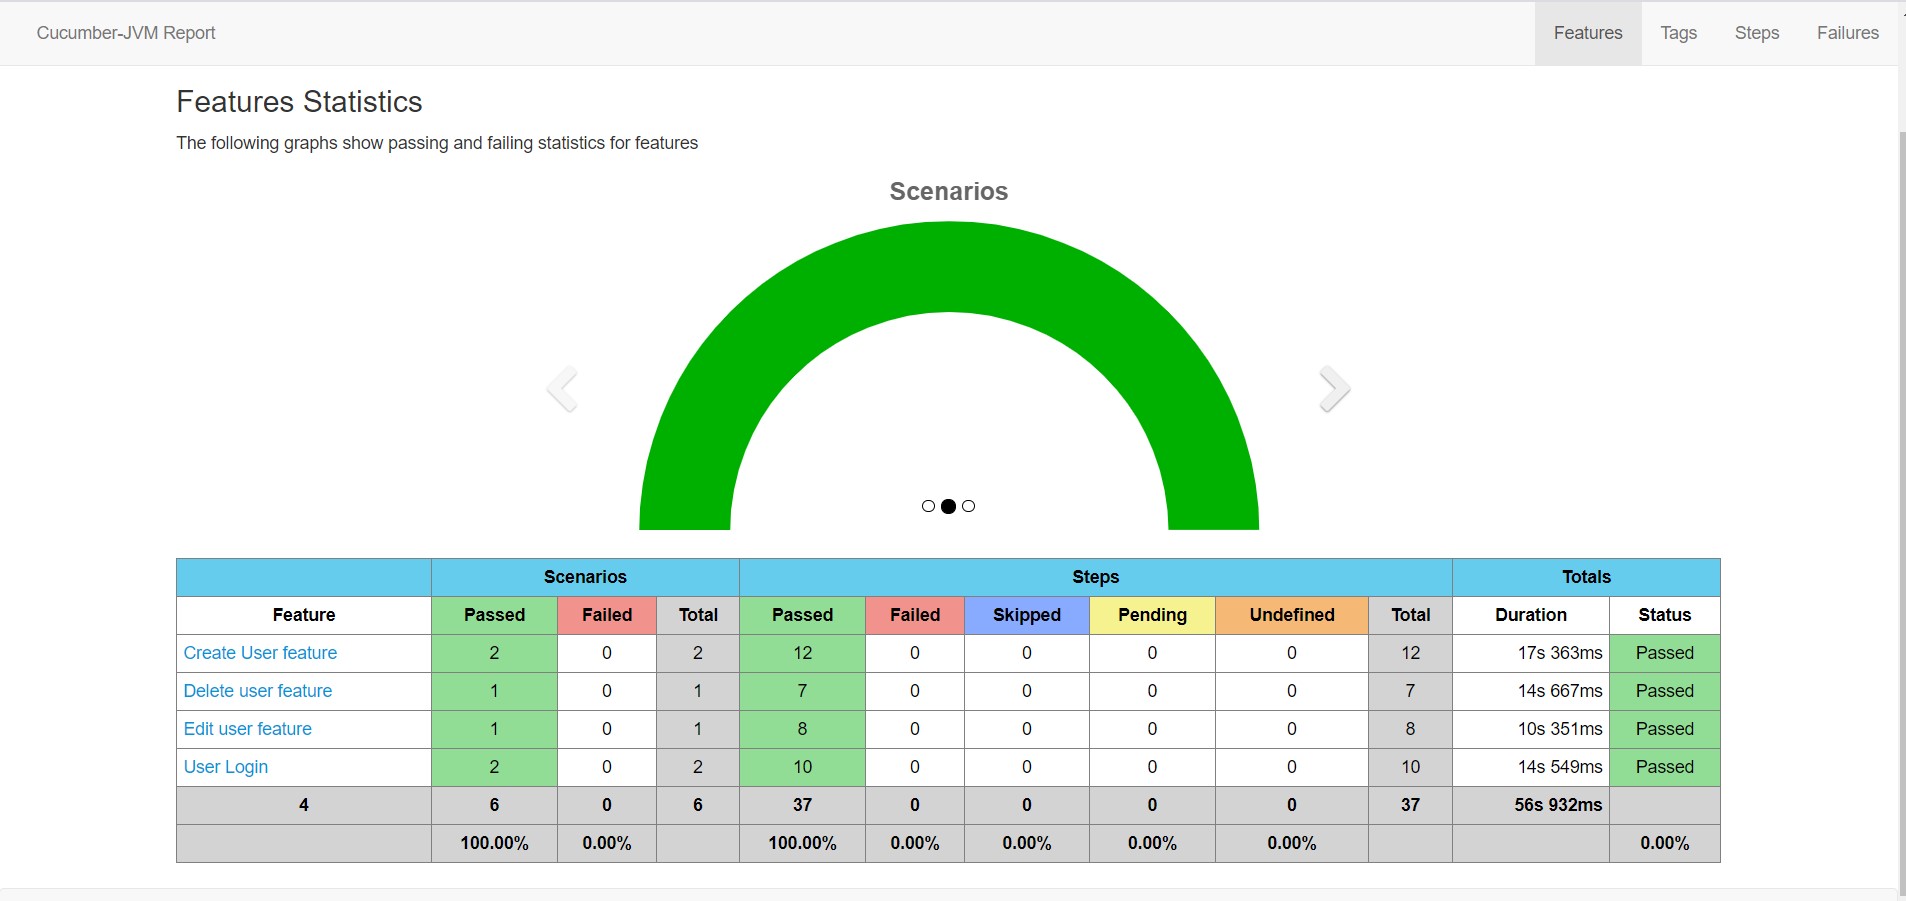 Cucumber-JVM Report Features Tags Steps Failures
Features Statistics
The following graphs show passing and failing statistics for features
Scenarios
Scenarios Steps Totals
Feature Passed Failed Total Passed Failed Skipped Pending Undefined Total Duration Status
Create User feature 2 0 2 12 0 0 0 0 12 17s 363ms Passed
Delete user feature 1 0 1 7 0 0 0 0 7 14s 667ms Passed
Edit user feature 1 0 1 8 0 0 0 0 8 10s 351ms Passed
User Login 2 0 2 10 0 0 0 0 10 14s 549ms Passed
4 6 0 6 37 0 0 0 0 37 56s 932ms
100.00% 0.00% 100.00% 0.00% 0.00% 0.00% 0.00% 0.00%